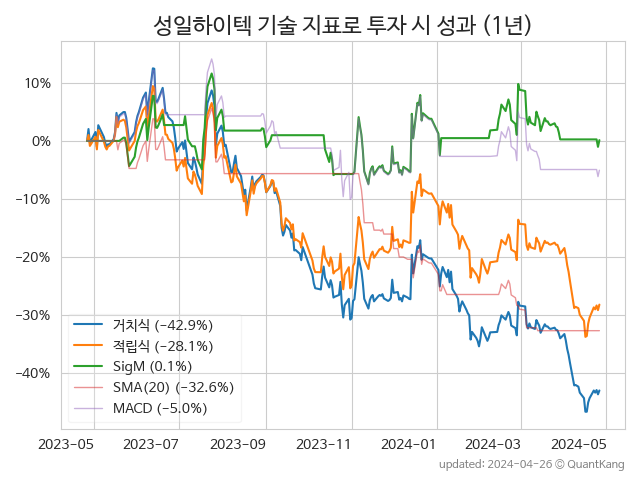 성일하이텍 기술 지표로 투자 시 성과 (1년)
10%
0%
−10%
−20%
−30%
−40%
거치식 (−42.9%)
적립식 (−28.1%)
SigM (0.1%)
SMA(20) (−32.6%)
MACD (−5.0%)
2023-05 2023-07 2023-09 2023-11 2024-01 2024-03 2024-05
updated: 2024-04-26 © QuantKang